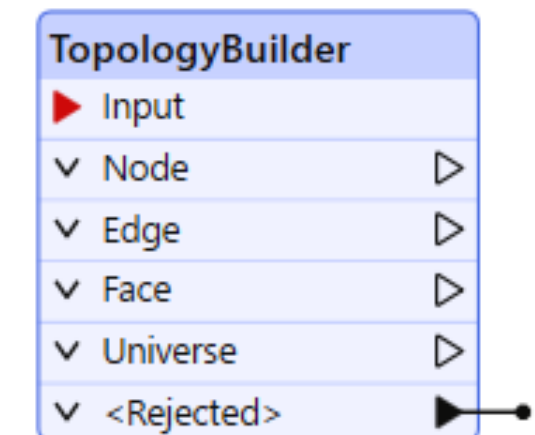 TopologyBuilder
Input
Node
Edge
Face
Universe
<Rejected>